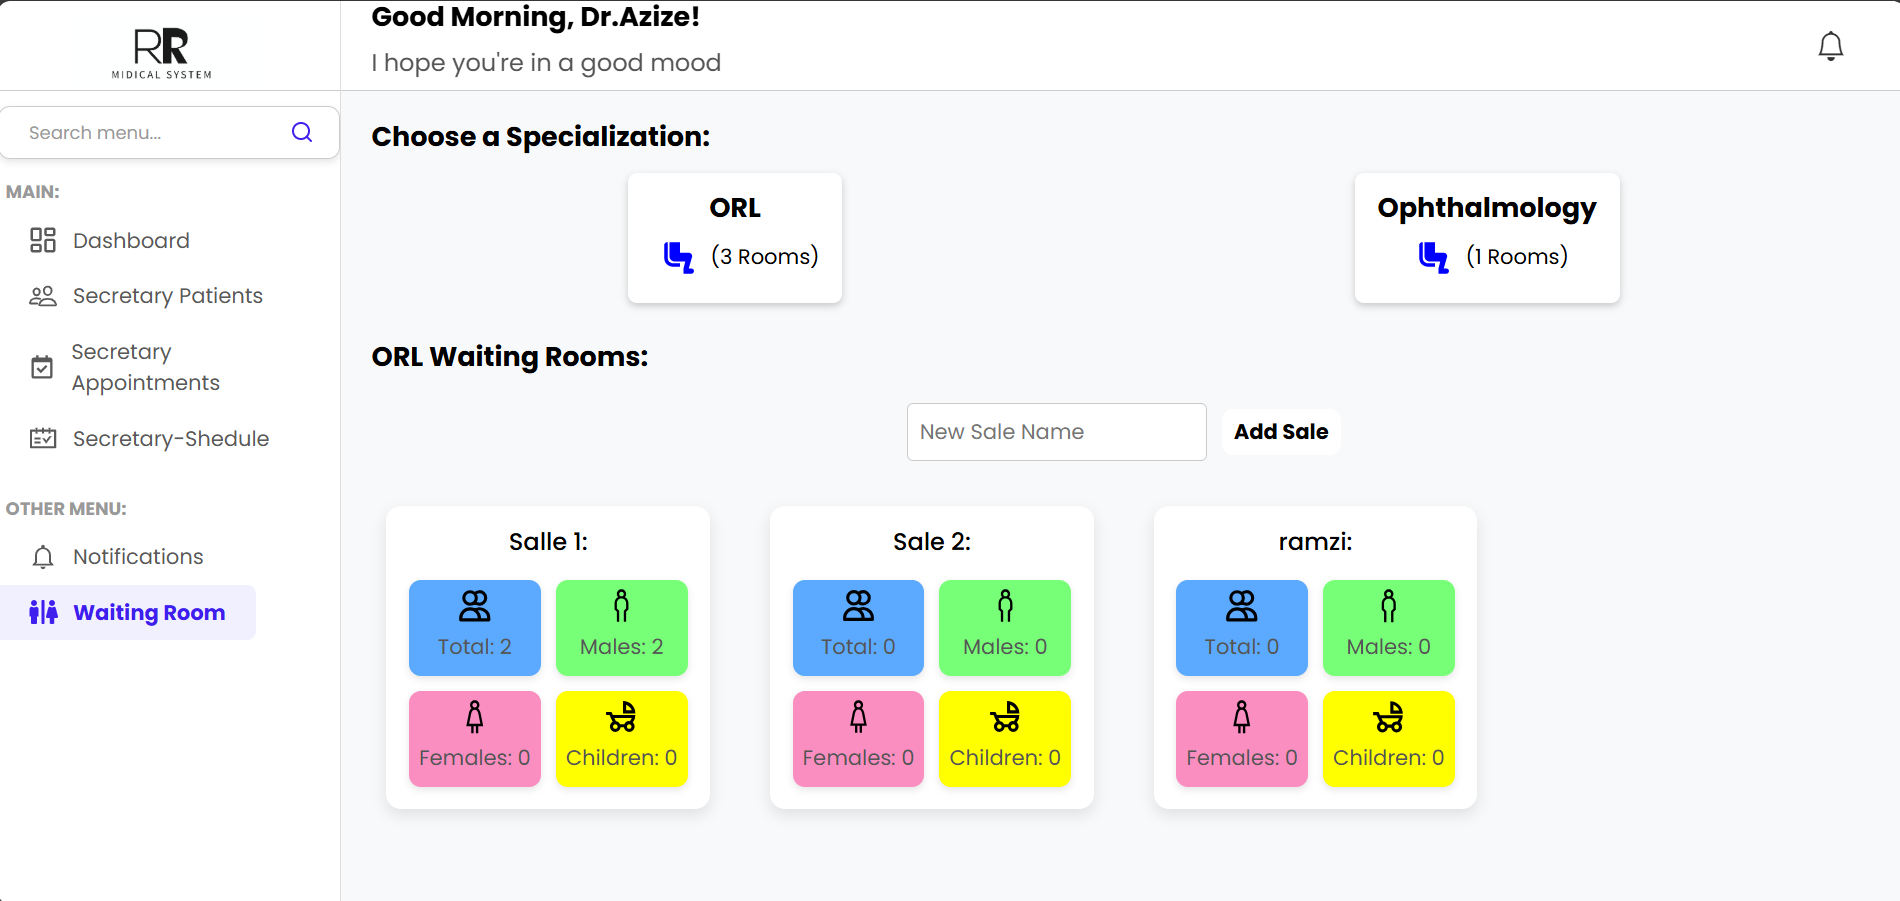 RR
MIDICAL SYSTEM
Good Morning, Dr.Azize!
I hope you're in a good mood
Search menu...
MAIN:
Dashboard
Secretary Patients
Secretary
Appointments
Secretary-Shedule
OTHER MENU:
Notifications
Waiting Room
Choose a Specialization:
ORL
(3 Rooms)
Ophthalmology
(1 Rooms)
ORL Waiting Rooms:
New Sale Name
Add Sale
Salle 1:
Total: 2
Males: 2
Females: 0
Children: 0
Sale 2:
Total: 0
Males: 0
Females: 0
Children: 0
ramzi:
Total: 0
Males: 0
Females: 0
Children: 0